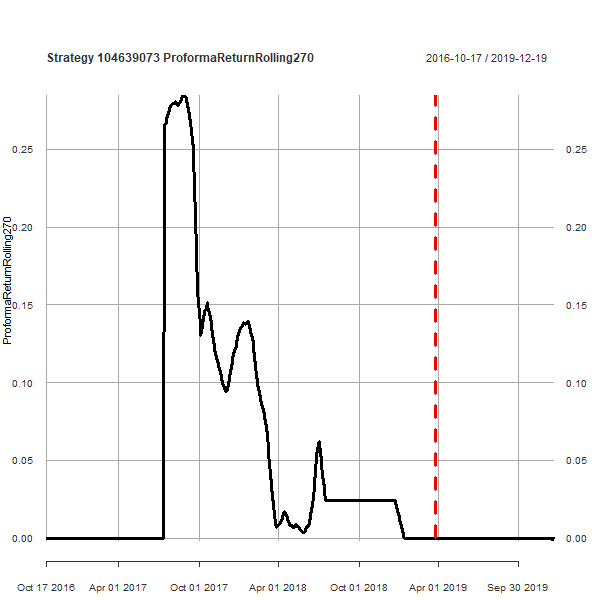 Strategy 104639073 ProformaReturnRolling270
2016-10-17 / 2019-12-19
ProformaReturnRolling270
0.25 0.25
0.20 0.20
0.15 0.15
0.10 0.10
0.05 0.05
0.00 0.00
Oct 17 2016 Apr 01 2017 Oct 01 2017 Apr 01 2018 Oct 01 2018 Apr 01 2019 Sep 30 2019